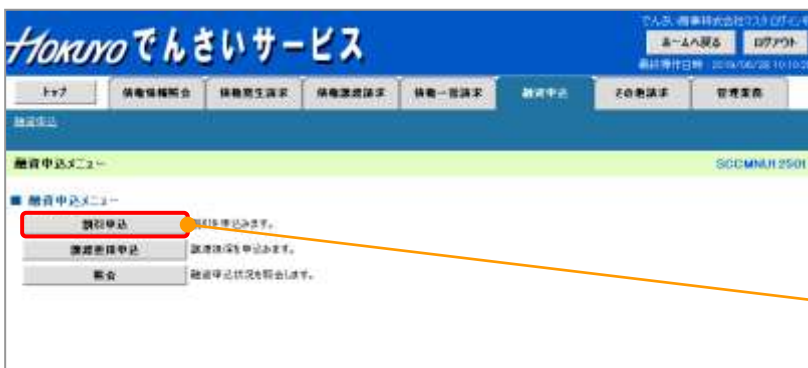 HOKUYOでんさいサービス
ホームへ戻る ログアウト
トップ 債権情報照会 債権発生請求 債権譲渡請求 債権一括請求 融資申込 その他請求 管理業務
融資申込
融資申込メニュー SCCMNU12501
■ 融資申込メニュー
割引申込 割引を申込みます。
譲渡担保申込 譲渡担保を申込みます。
照会 融資申込状況を照会します。